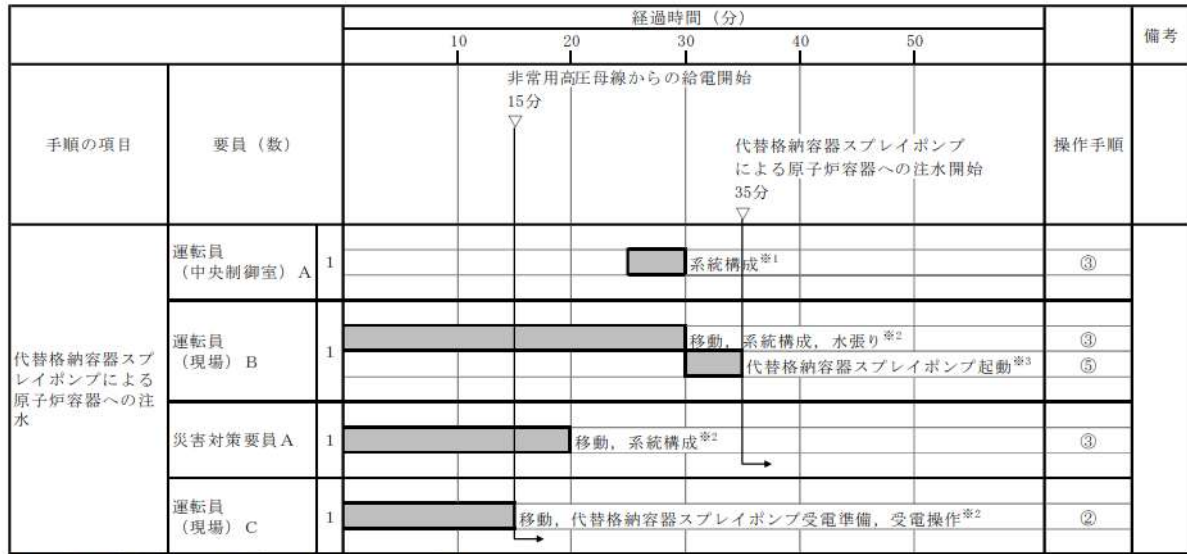 経過時間（分）
備考
10 20 30 40 50
手順の項目
要員（数）
操作手順
非常用高圧母線からの給電開始
15分
▽
代替格納容器スプレイポンプ
による原子炉容器への注水開始
35分
▽
代替格納容器スプ
レイポンプによる
原子炉容器への注
水
運転員
（中央制御室）A
1
系統構成※1
③
運転員
（現場）B
1
移動，系統構成，水張り※2
③
代替格納容器スプレイポンプ起動※3
⑤
災害対策要員A
1
移動，系統構成※2
③
運転員
（現場）C
1
移動，代替格納容器スプレイポンプ受電準備，受電操作※2
②